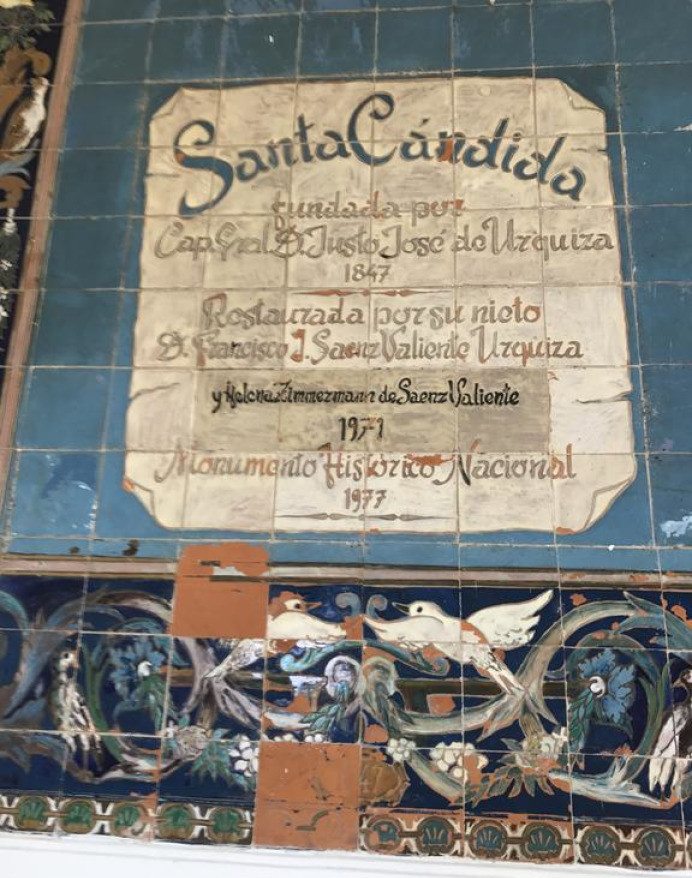 Santa Cándida
fundada por
Cap. Gral. D. Justo José de Urquiza
1847
Restaurada por su nieto
D. Francisco J. Saenz Valiente Urquiza
y Helena Zimmermann de Saenz Valiente
1971
Monumento Histórico Nacional
1977